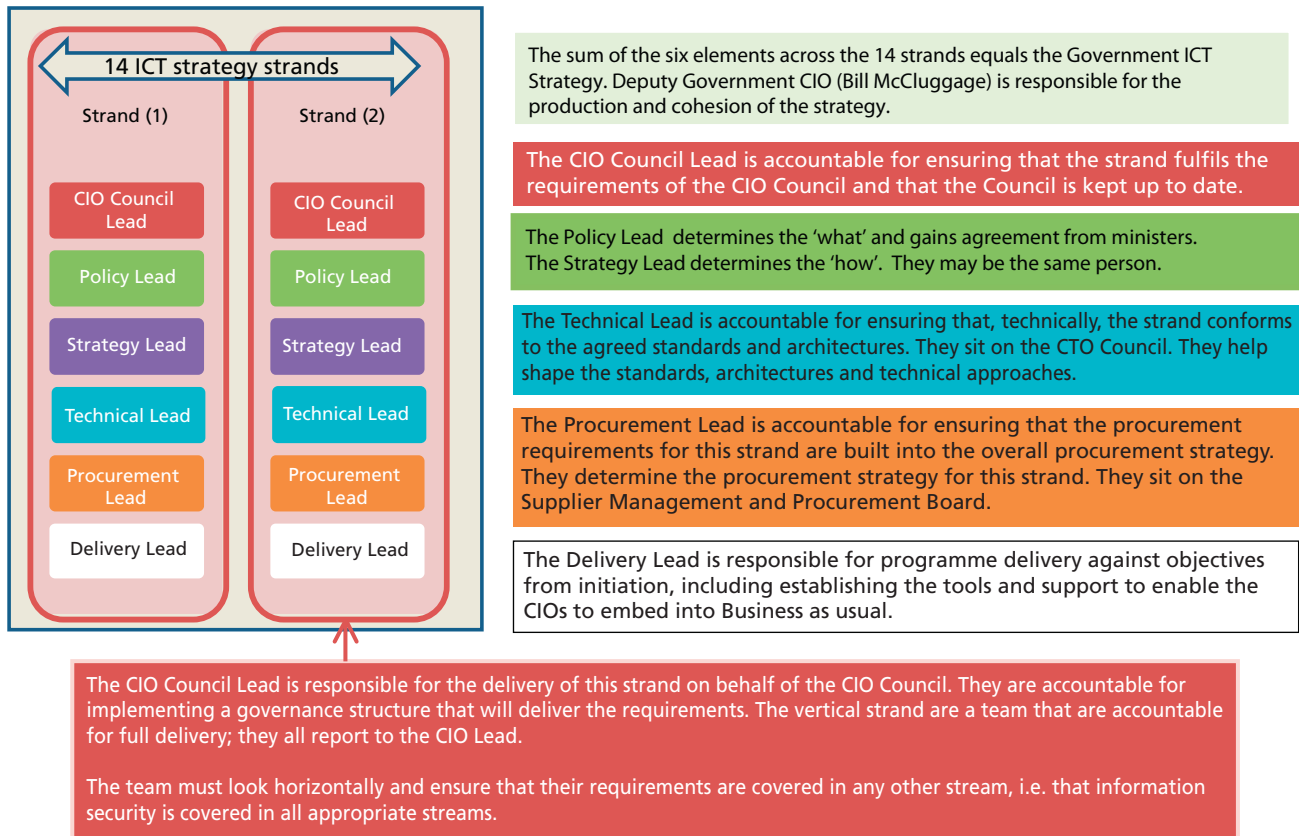 14 ICT strategy strands
Strand (1)
Strand (2)
CIO Council
Lead
Policy Lead
Strategy Lead
Technical Lead
Procurement
Lead
Delivery Lead
CIO Council
Lead
Policy Lead
Strategy Lead
Technical Lead
Procurement
Lead
Delivery Lead
The sum of the six elements across the 14 strands equals the Government ICT
Strategy. Deputy Government CIO (Bill McCluggage) is responsible for the
production and cohesion of the strategy.
The CIO Council Lead is accountable for ensuring that the strand fulfils the
requirements of the CIO Council and that the Council is kept up to date.
The Policy Lead determines the ‘what’ and gains agreement from ministers.
The Strategy Lead determines the ‘how’. They may be the same person.
The Technical Lead is accountable for ensuring that, technically, the strand conforms
to the agreed standards and architectures. They sit on the CTO Council. They help
shape the standards, architectures and technical approaches.
The Procurement Lead is accountable for ensuring that the procurement
requirements for this strand are built into the overall procurement strategy.
They determine the procurement strategy for this strand. They sit on the
Supplier Management and Procurement Board.
The Delivery Lead is responsible for programme delivery against objectives
from initiation, including establishing the tools and support to enable the
CIOs to embed into Business as usual.
The CIO Council Lead is responsible for the delivery of this strand on behalf of the CIO Council. They are accountable for
implementing a governance structure that will deliver the requirements. The vertical strand are a team that are accountable
for full delivery; they all report to the CIO Lead.
The team must look horizontally and ensure that their requirements are covered in any other stream, i.e. that information
security is covered in all appropriate streams.